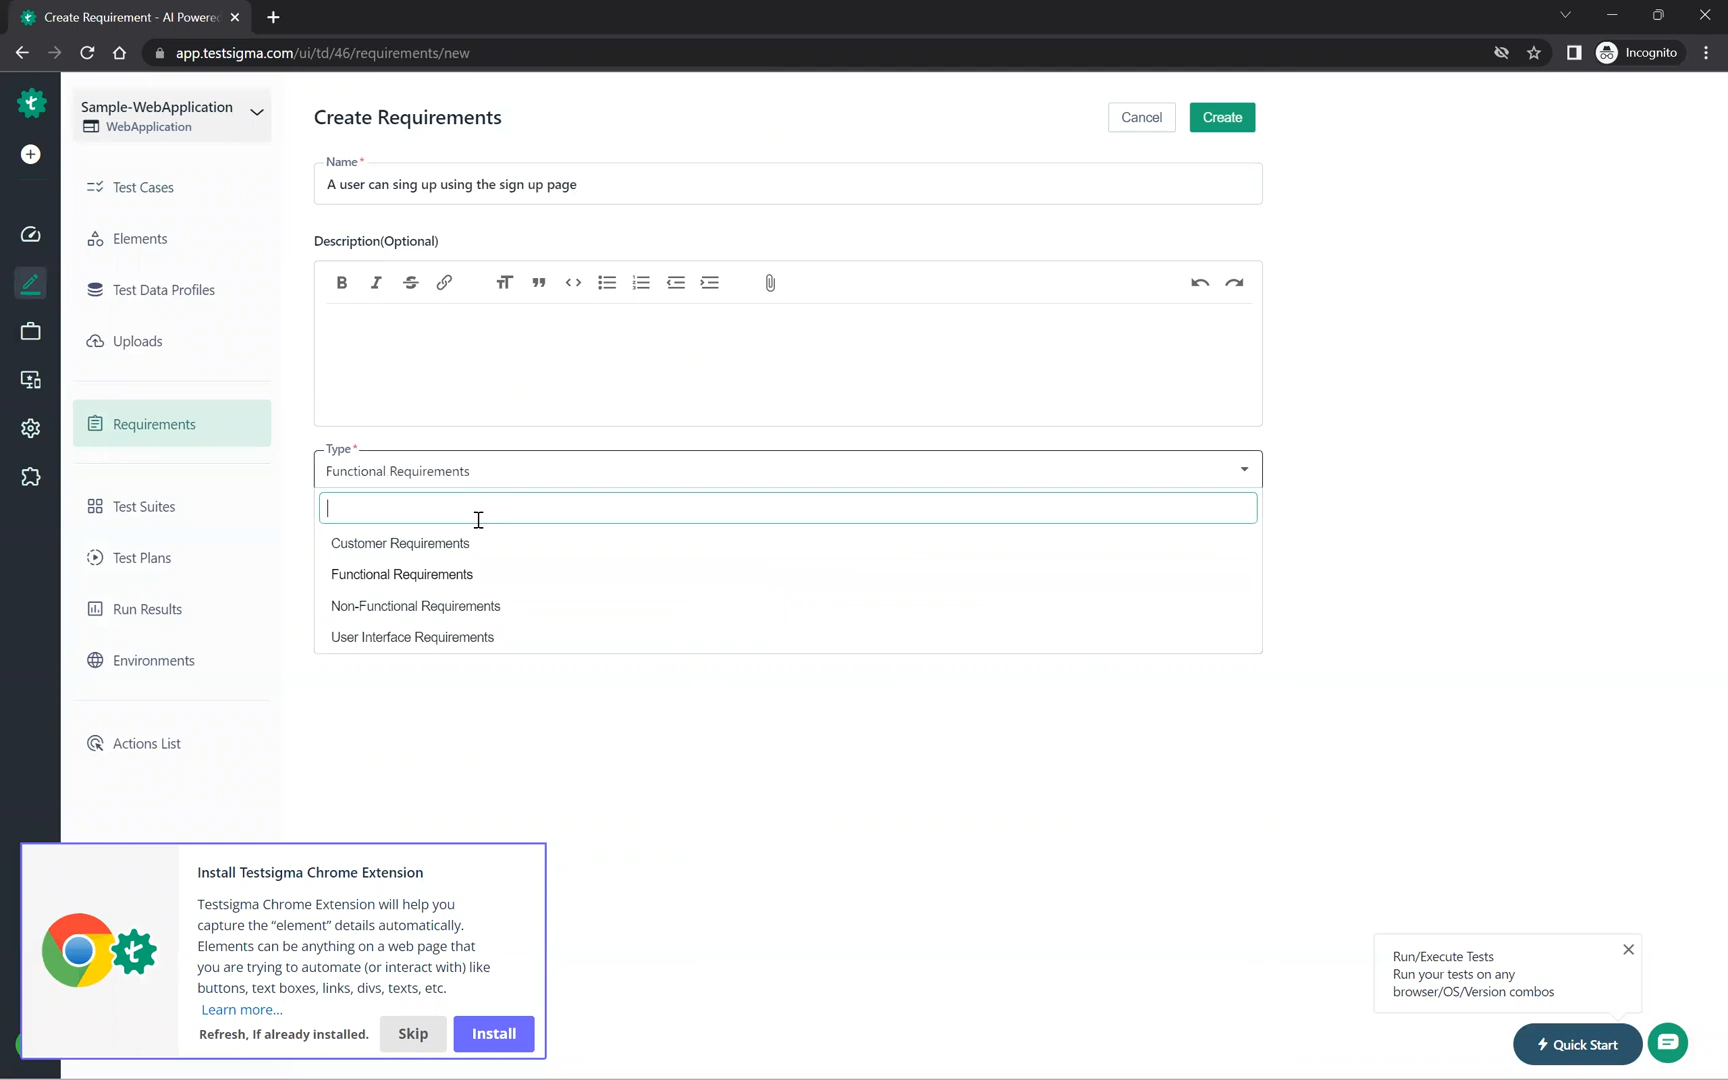 Create Requirement - AI Powered
app.testsigma.com/ui/td/46/requirements/new
Incognito
Sample-WebApplication
WebApplication
Test Cases
Elements
Test Data Profiles
Uploads
Requirements
Test Suites
Test Plans
Run Results
Environments
Actions List
Create Requirements
Cancel
Create
Name *
A user can sing up using the sign up page
Description(Optional)
Type *
Functional Requirements
Customer Requirements
Functional Requirements
Non-Functional Requirements
User Interface Requirements
Install Testsigma Chrome Extension
Testsigma Chrome Extension will help you
capture the “element” details automatically.
Elements can be anything on a web page that
you are trying to automate (or interact with) like
buttons, text boxes, links, divs, texts, etc.
Learn more...
Refresh, If already installed.
Skip
Install
Run/Execute Tests
Run your tests on any
browser/OS/Version combos
Quick Start